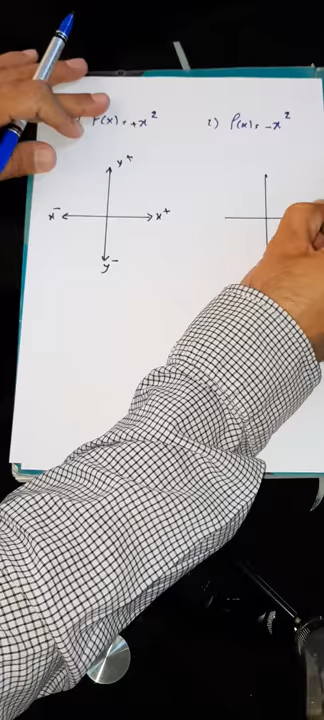 P(x)=+x²
2) P(x)=-x²
y+
x- x+
y-